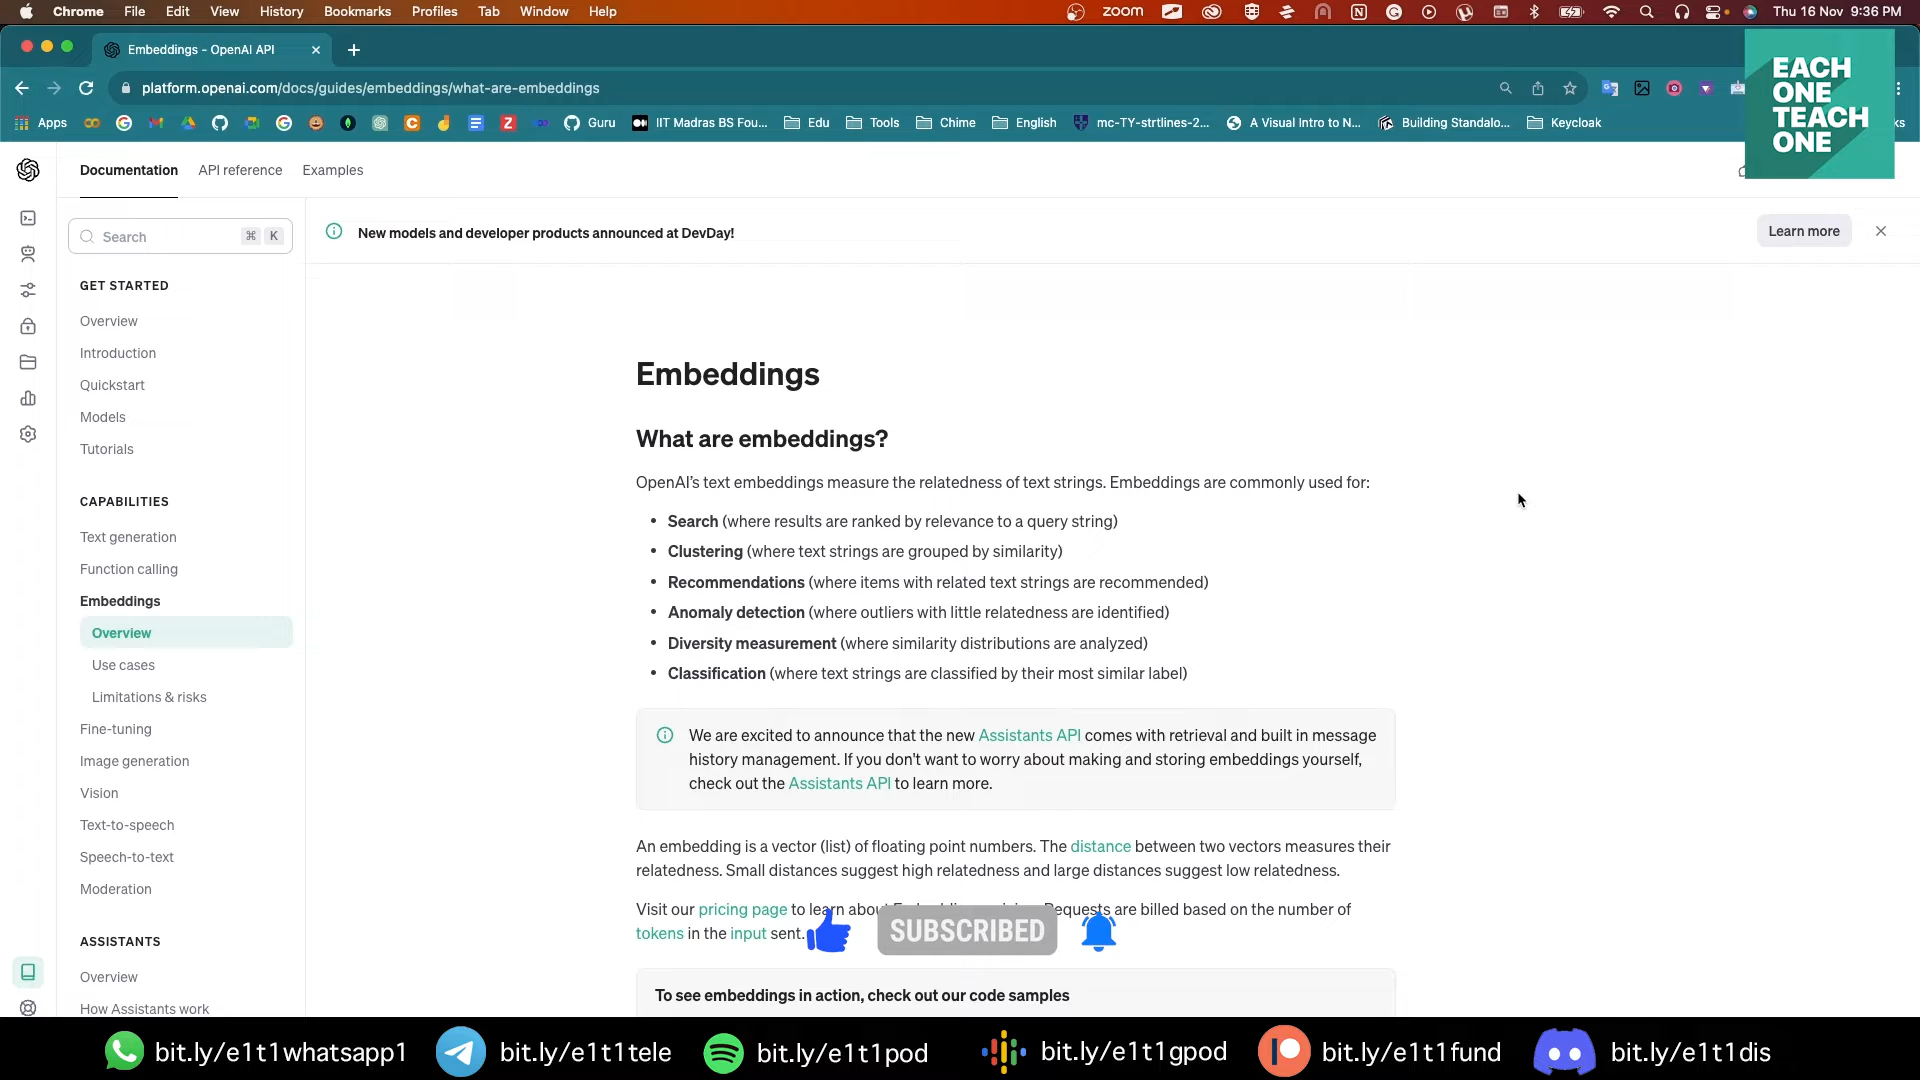 Chrome File Edit View History Bookmarks Profiles Tab Window Help zoom Thu 16 Nov 9:36 PM
Embeddings - OpenAI API
platform.openai.com/docs/guides/embeddings/what-are-embeddings
Apps Guru IIT Madras BS Fou... Edu Tools Chime English mc-TY-strtlines-2... A Visual Intro to N... Building Standalo... Keycloak ks
EACH
ONE
TEACH
ONE
Documentation API reference Examples
Search ⌘ K
New models and developer products announced at DevDay!
Learn more
GET STARTED
Overview
Introduction
Quickstart
Models
Tutorials
CAPABILITIES
Text generation
Function calling
Embeddings
Overview
Use cases
Limitations & risks
Fine-tuning
Image generation
Vision
Text-to-speech
Speech-to-text
Moderation
ASSISTANTS
Overview
How Assistants work
Embeddings
What are embeddings?
OpenAI's text embeddings measure the relatedness of text strings. Embeddings are commonly used for:
• Search (where results are ranked by relevance to a query string)
• Clustering (where text strings are grouped by similarity)
• Recommendations (where items with related text strings are recommended)
• Anomaly detection (where outliers with little relatedness are identified)
• Diversity measurement (where similarity distributions are analyzed)
• Classification (where text strings are classified by their most similar label)
We are excited to announce that the new Assistants API comes with retrieval and built in message
history management. If you don't want to worry about making and storing embeddings yourself,
check out the Assistants API to learn more.
An embedding is a vector (list) of floating point numbers. The distance between two vectors measures their
relatedness. Small distances suggest high relatedness and large distances suggest low relatedness.
Visit our pricing page to learn about Requests are billed based on the number of
tokens in the input sent.
SUBSCRIBED
To see embeddings in action, check out our code samples
bit.ly/e1t1whatsapp1 bit.ly/e1t1tele bit.ly/e1t1pod bit.ly/e1t1gpod bit.ly/e1t1fund bit.ly/e1t1dis